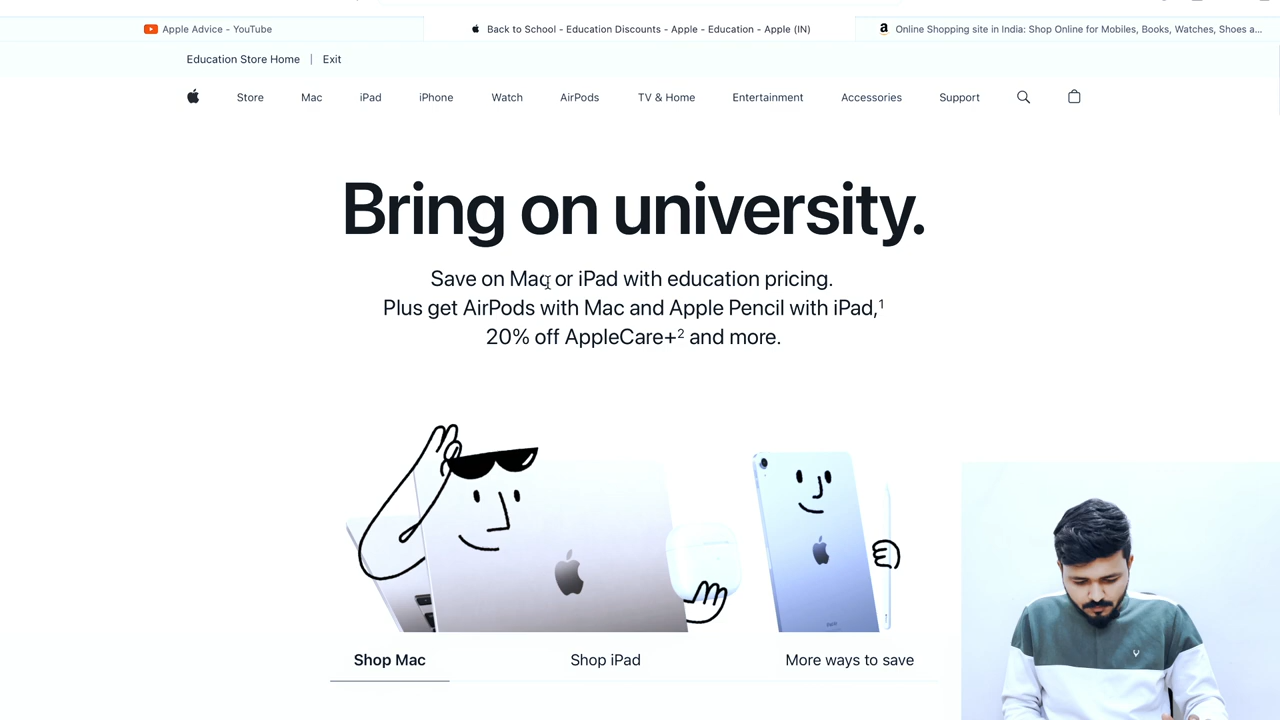 Apple Advice - YouTube
Back to School - Education Discounts - Apple - Education - Apple (IN)
Online Shopping site in India: Shop Online for Mobiles, Books, Watches, Shoes a...
Education Store Home | Exit
Store Mac iPad iPhone Watch AirPods TV & Home Entertainment Accessories Support
Bring on university.
Save on Mac or iPad with education pricing.
Plus get AirPods with Mac and Apple Pencil with iPad,¹
20% off AppleCare+² and more.
Shop Mac
Shop iPad
More ways to save